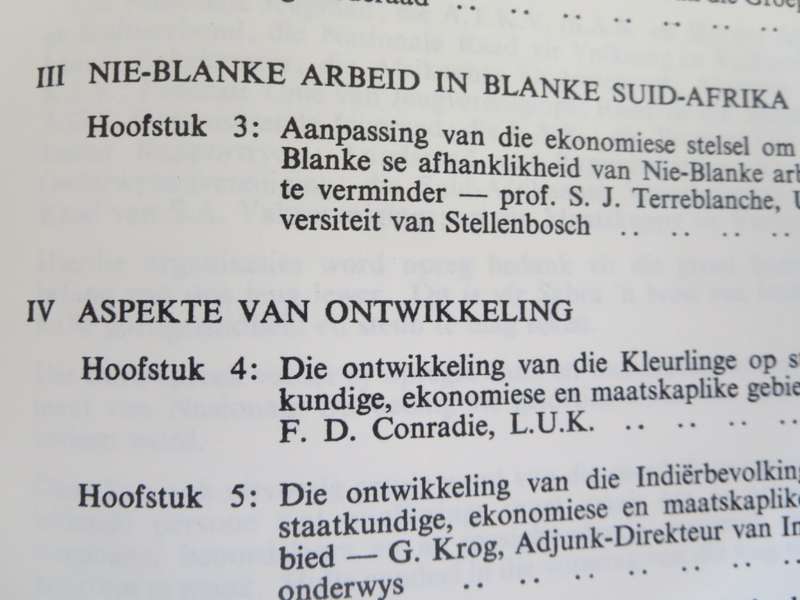 III NIE-BLANKE ARBEID IN BLANKE SUID-AFRIKA
Hoofstuk 3: Aanpassing van die ekonomiese stelsel om
Blanke se afhanklikheid van Nie-Blanke arb
te verminder — prof. S. J. Terreblanche, U
versiteit van Stellenbosch .. .. .. ..
IV ASPEKTE VAN ONTWIKKELING
Hoofstuk 4: Die ontwikkeling van die Kleurlinge op s
kundige, ekonomiese en maatskaplike gebie
F. D. Conradie, L.U.K. .. .. .. ..
Hoofstuk 5: Die ontwikkeling van die Indiërbevolking
staatkundige, ekonomiese en maatskaplike
bied — G. Krog, Adjunk-Direkteur van In
onderwys .. .. .. .. .. .. ..